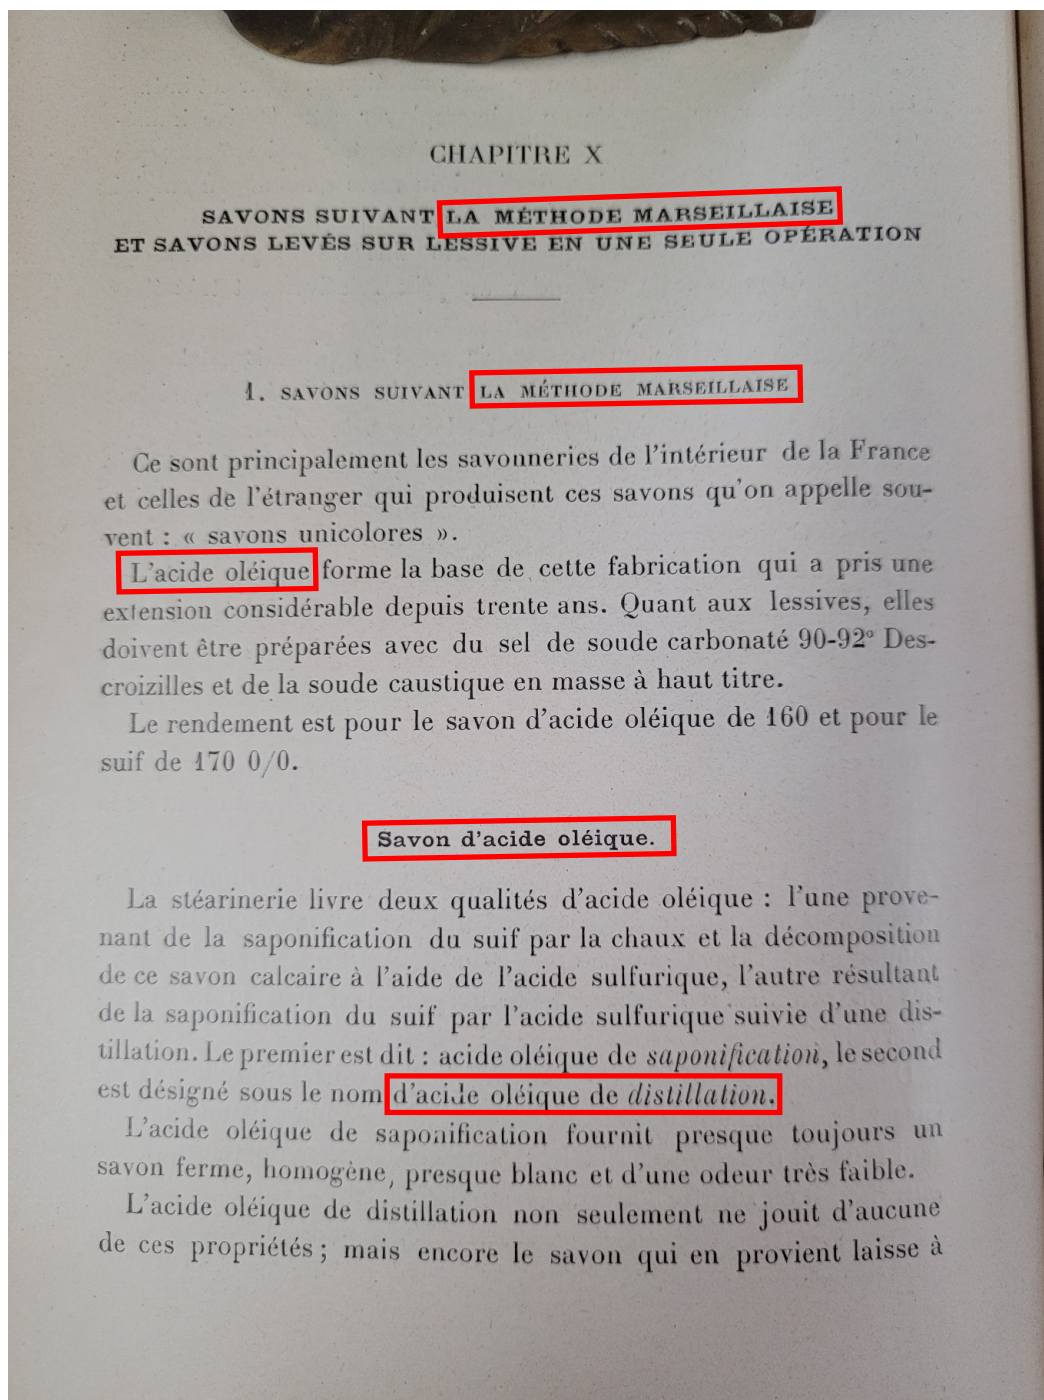 CHAPITRE X
SAVONS SUIVANT LA MÉTHODE MARSEILLAISE
ET SAVONS LEVÉS SUR LESSIVE EN UNE SEULE OPÉRATION
1. SAVONS SUIVANT LA MÉTHODE MARSEILLAISE
Ce sont principalement les savonneries de l'intérieur de la France
et celles de l'étranger qui produisent ces savons qu'on appelle sou-
vent : « savons unicolores ».
L'acide oléique forme la base de cette fabrication qui a pris une
extension considérable depuis trente ans. Quant aux lessives, elles
doivent être préparées avec du sel de soude carbonaté 90-92° Des-
croizilles et de la soude caustique en masse à haut titre.
Le rendement est pour le savon d'acide oléique de 160 et pour le
suif de 170 0/0.
Savon d'acide oléique.
La stéarinerie livre deux qualités d'acide oléique : l'une prove-
nant de la saponification du suif par la chaux et la décomposition
de ce savon calcaire à l'aide de l'acide sulfurique, l'autre résultant
de la saponification du suif par l'acide sulfurique suivie d'une dis-
tillation. Le premier est dit : acide oléique de saponification, le second
est désigné sous le nom d'acide oléique de distillation.
L'acide oléique de saponification fournit presque toujours un
savon ferme, homogène, presque blanc et d'une odeur très faible.
L'acide oléique de distillation non seulement ne jouit d'aucune
de ces propriétés ; mais encore le savon qui en provient laisse à